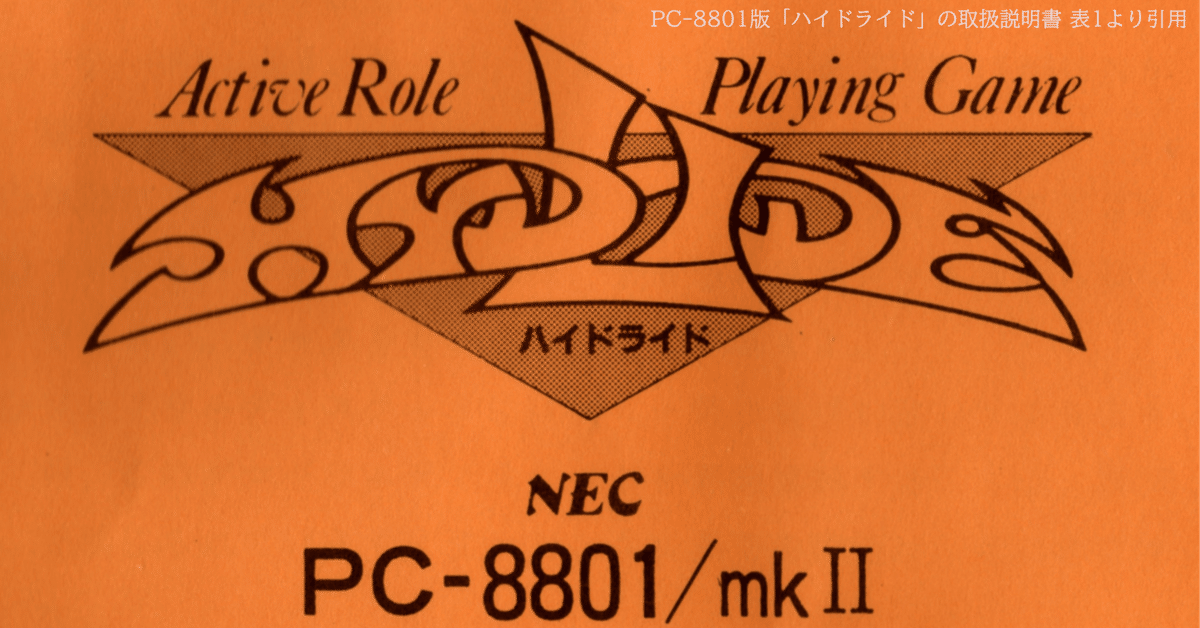 PC-8801版「ハイドライド」の取扱説明書 表1より引用
Active Role Playing Game
HYDLIDE
ハイドライド
NEC
PC-8801/mkII